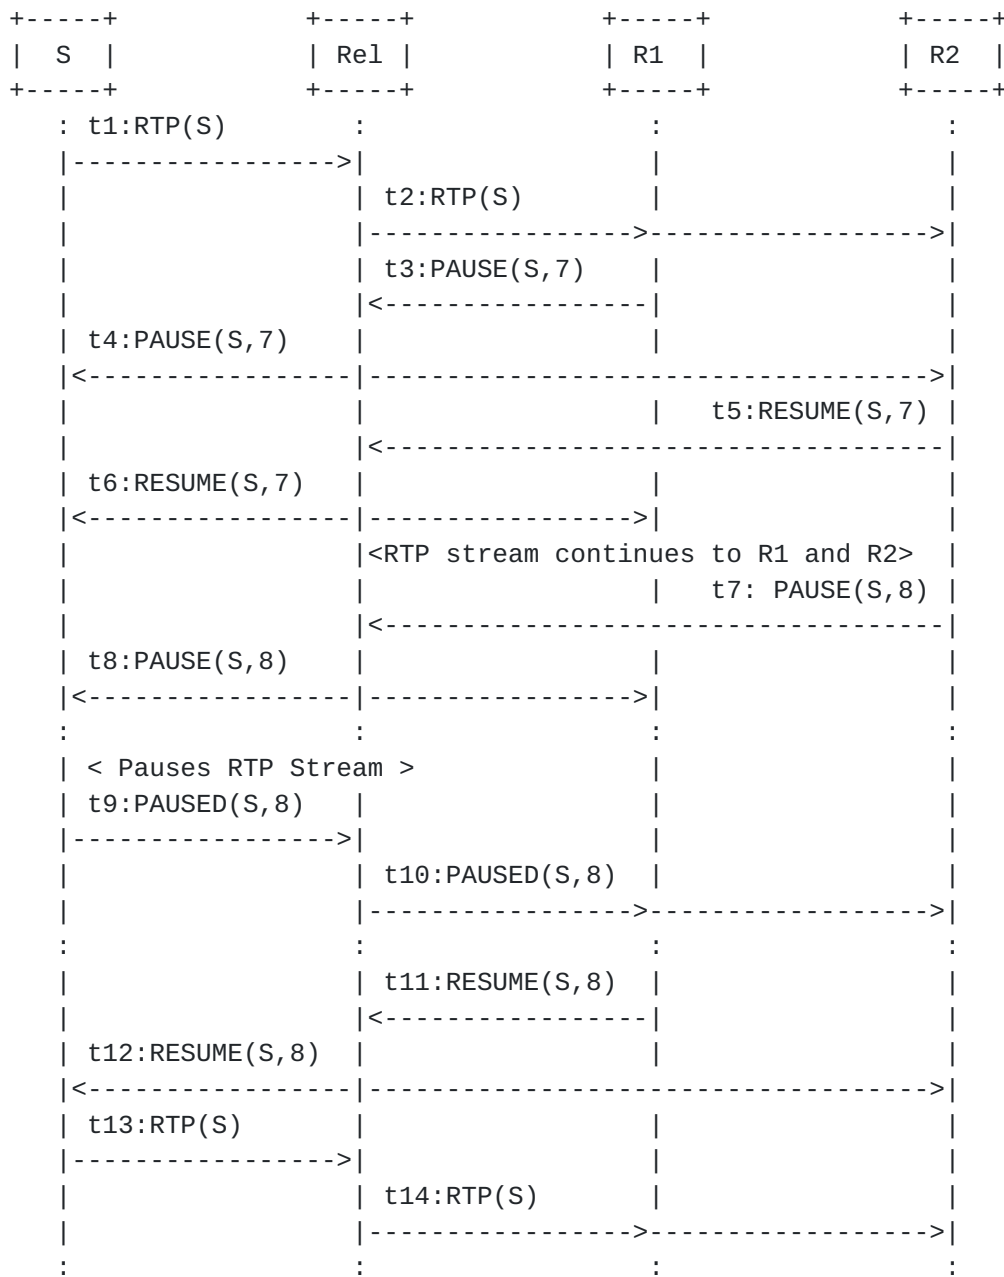 +-----+            +-----+            +-----+            +-----+
|  S  |            | Rel |            | R1  |            | R2  |
+-----+            +-----+            +-----+            +-----+
   : t1:RTP(S)        :                  :                  :
   |----------------->|                  |                  |
   |                  | t2:RTP(S)        |                  |
   |                  |----------------->------------------>|
   |                  | t3:PAUSE(S,7)    |                  |
   |                  |<-----------------|                  |
   | t4:PAUSE(S,7)    |                  |                  |
   |<-----------------|------------------------------------>|
   |                  |                  |   t5:RESUME(S,7) |
   |                  |<------------------------------------|
   | t6:RESUME(S,7)   |                  |                  |
   |<-----------------|----------------->|                  |
   |                  |<RTP stream continues to R1 and R2>  |
   |                  |                  |   t7: PAUSE(S,8) |
   |                  |<------------------------------------|
   | t8:PAUSE(S,8)    |                  |                  |
   |<-----------------|----------------->|                  |
   :                  :                  :                  :
   | < Pauses RTP Stream >               |                  |
   | t9:PAUSED(S,8)   |                  |                  |
   |----------------->|                  |                  |
   |                  | t10:PAUSED(S,8)  |                  |
   |                  |----------------->------------------>|
   :                  :                  :                  :
   |                  | t11:RESUME(S,8)  |                  |
   |                  |<-----------------|                  |
   | t12:RESUME(S,8)  |                  |                  |
   |<-----------------|------------------------------------>|
   | t13:RTP(S)       |                  |                  |
   |----------------->|                  |                  |
   |                  | t14:RTP(S)       |                  |
   |                  |----------------->------------------>|
   :                  :                  :                  :